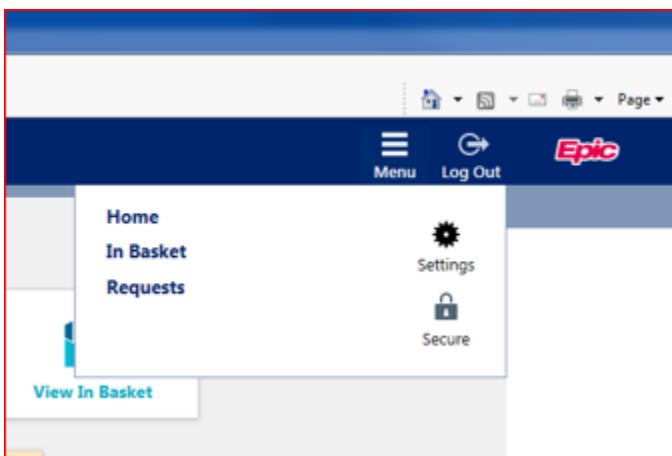 Page
Menu
Log Out
Epic
Home
In Basket
Requests
Settings
Secure
View In Basket